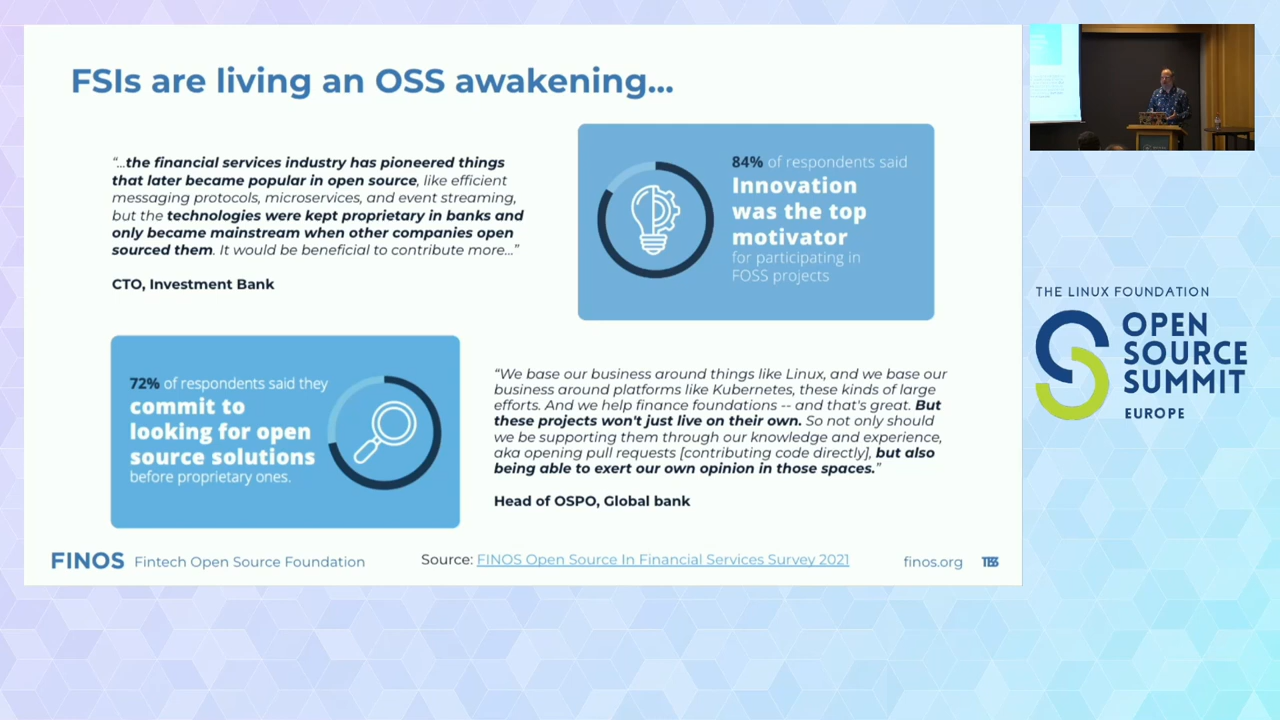 FSIs are living an OSS awakening...
“...the financial services industry has pioneered things
that later became popular in open source, like efficient
messaging protocols, microservices, and event streaming,
but the technologies were kept proprietary in banks and
only became mainstream when other companies open
sourced them. It would be beneficial to contribute more...”
CTO, Investment Bank
84% of respondents said
Innovation
was the top
motivator
for participating in
FOSS projects
72% of respondents said they
commit to
looking for open
source solutions
before proprietary ones.
“We base our business around things like Linux, and we base our
business around platforms like Kubernetes, these kinds of large
efforts. And we help finance foundations -- and that's great. But
these projects won't just live on their own. So not only should
we be supporting them through our knowledge and experience,
aka opening pull requests [contributing code directly], but also
being able to exert our own opinion in those spaces.”
Head of OSPO, Global bank
FINOS Fintech Open Source Foundation
Source: FINOS Open Source In Financial Services Survey 2021
finos.org
THE LINUX FOUNDATION
OPEN
SOURCE
SUMMIT
EUROPE